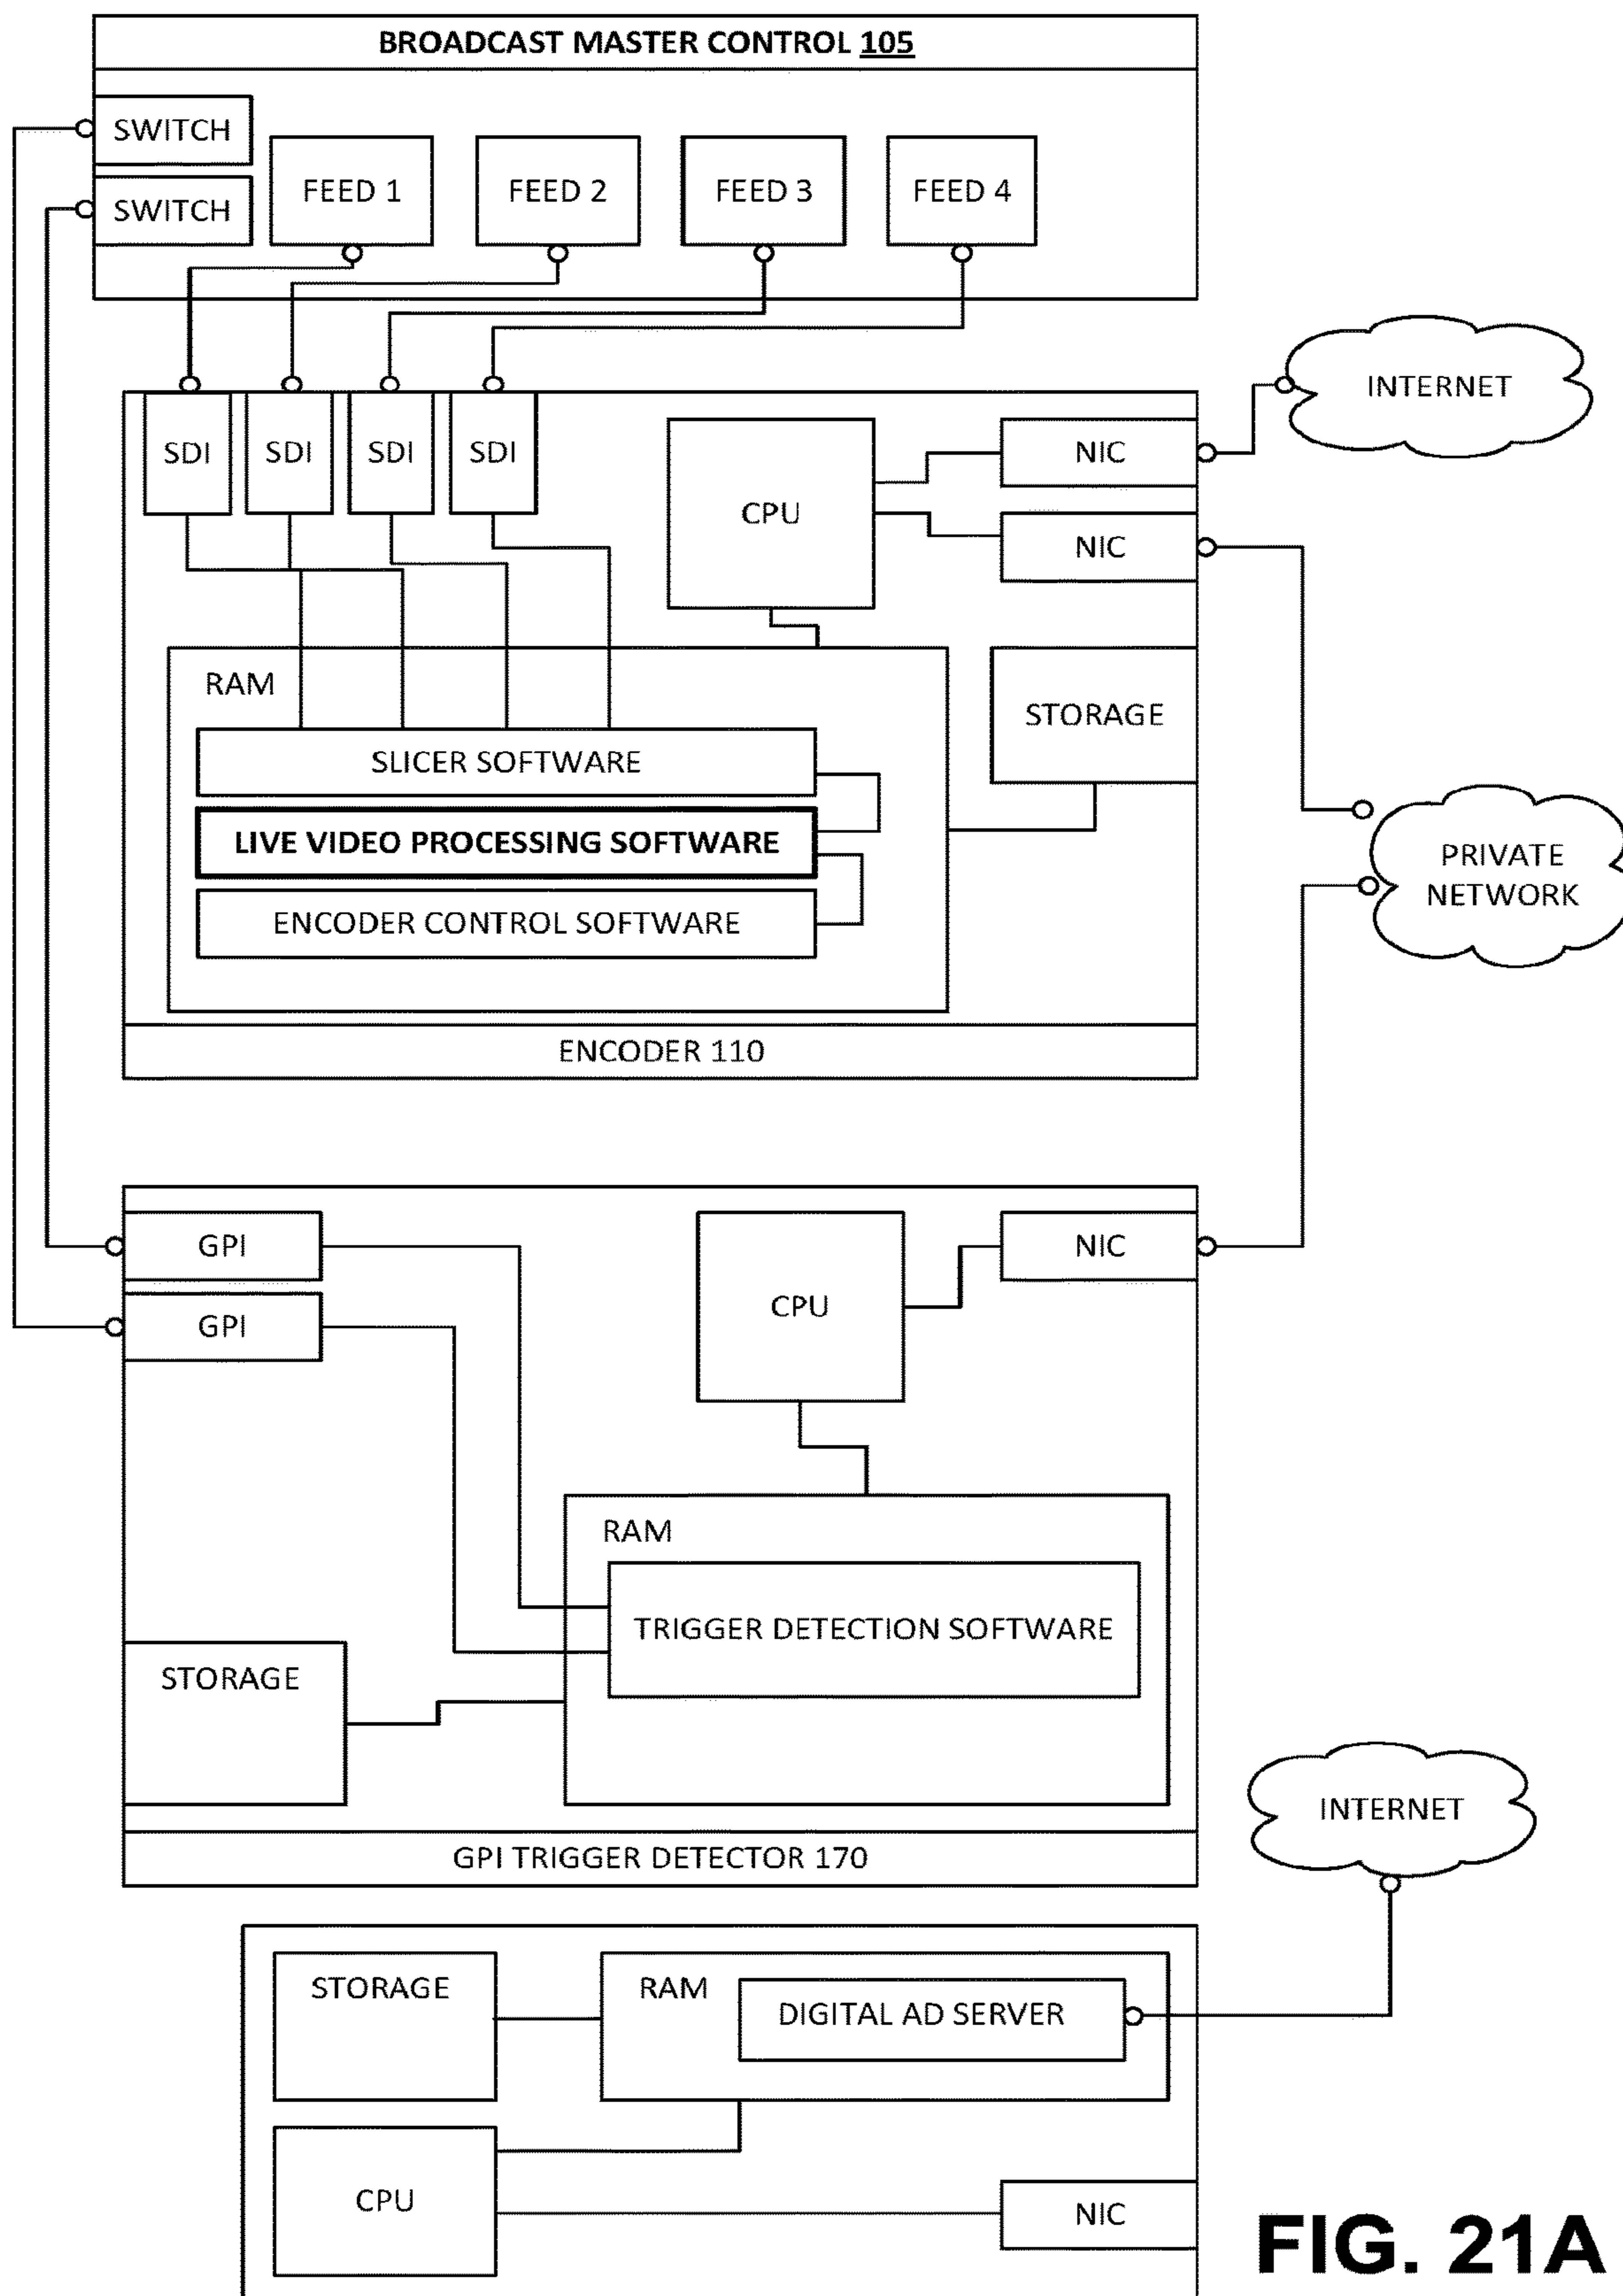 BROADCAST MASTER CONTROL 105
SWITCH
SWITCH
FEED 1
FEED 2
FEED 3
FEED 4
INTERNET
SDI
SDI
SDI
SDI
CPU
NIC
NIC
RAM
STORAGE
SLICER SOFTWARE
LIVE VIDEO PROCESSING SOFTWARE
ENCODER CONTROL SOFTWARE
PRIVATE
NETWORK
ENCODER 110
GPI
GPI
CPU
NIC
RAM
TRIGGER DETECTION SOFTWARE
STORAGE
GPI TRIGGER DETECTOR 170
INTERNET
STORAGE
RAM
DIGITAL AD SERVER
CPU
NIC
FIG. 21A